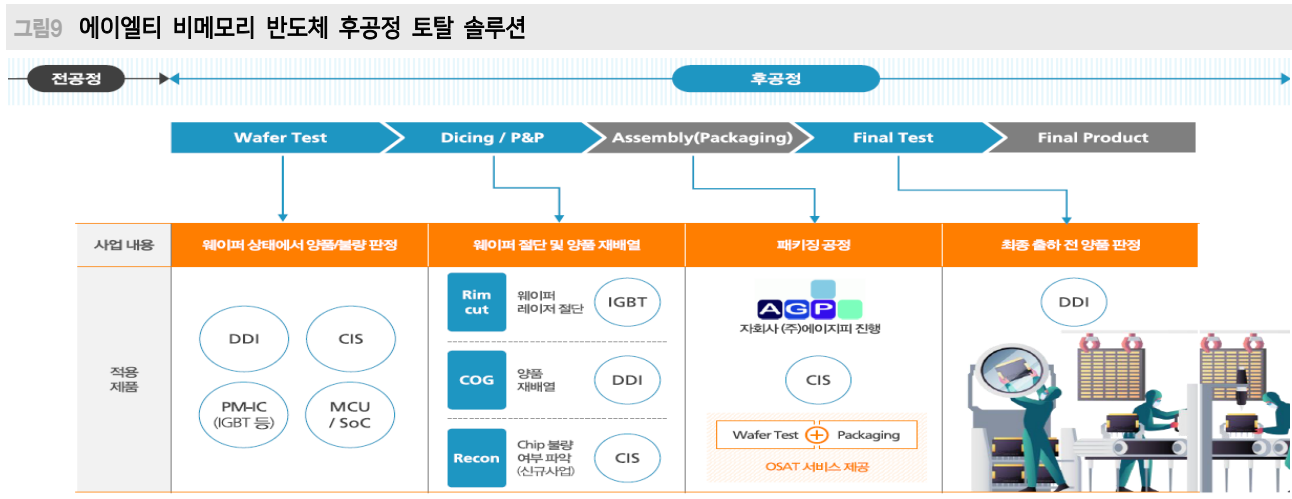 그림9 에이엘티 비메모리 반도체 후공정 토탈 솔루션
전공정
후공정
Wafer Test
Dicing / P&P
Assembly(Packaging)
Final Test
Final Product
사업 내용
웨이퍼 상태에서 양품/불량 판정
웨이퍼 절단 및 양품 재배열
패키징 공정
최종 출하 전 양품 판정
적용
제품
DDI
CIS
PM-IC
(IGBT 등)
MCU
/ SoC
Rim
cut
웨이퍼
레이저 절단
IGBT
COG
양품
재배열
DDI
Recon
Chip 불량
여부 파악
(신규사업)
CIS
AGP
자회사 (주)에이지피 진행
CIS
Wafer Test + Packaging
OSAT 서비스 제공
DDI